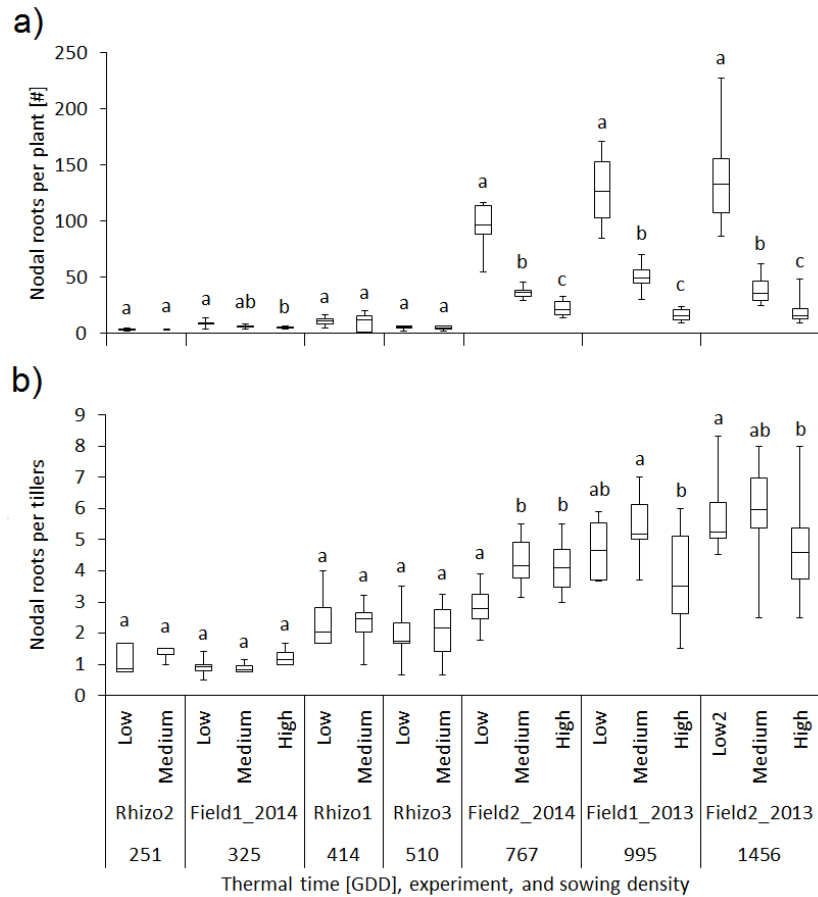 a)
Nodal roots per plant [#]
250
200
150
100
50
0
a a a ab b a a a a a b c a b c a b c
b)
Nodal roots per tillers
9
8
7
6
5
4
3
2
1
0
a a a a a a a a a a b b ab a b a ab b
Low Medium Low Medium High Low Medium Low Medium Low Medium High Low Medium High Low2 Medium High
Rhizo2 Field1_2014 Rhizo1 Rhizo3 Field2_2014 Field1_2013 Field2_2013
251 325 414 510 767 995 1456
Thermal time [GDD], experiment, and sowing density